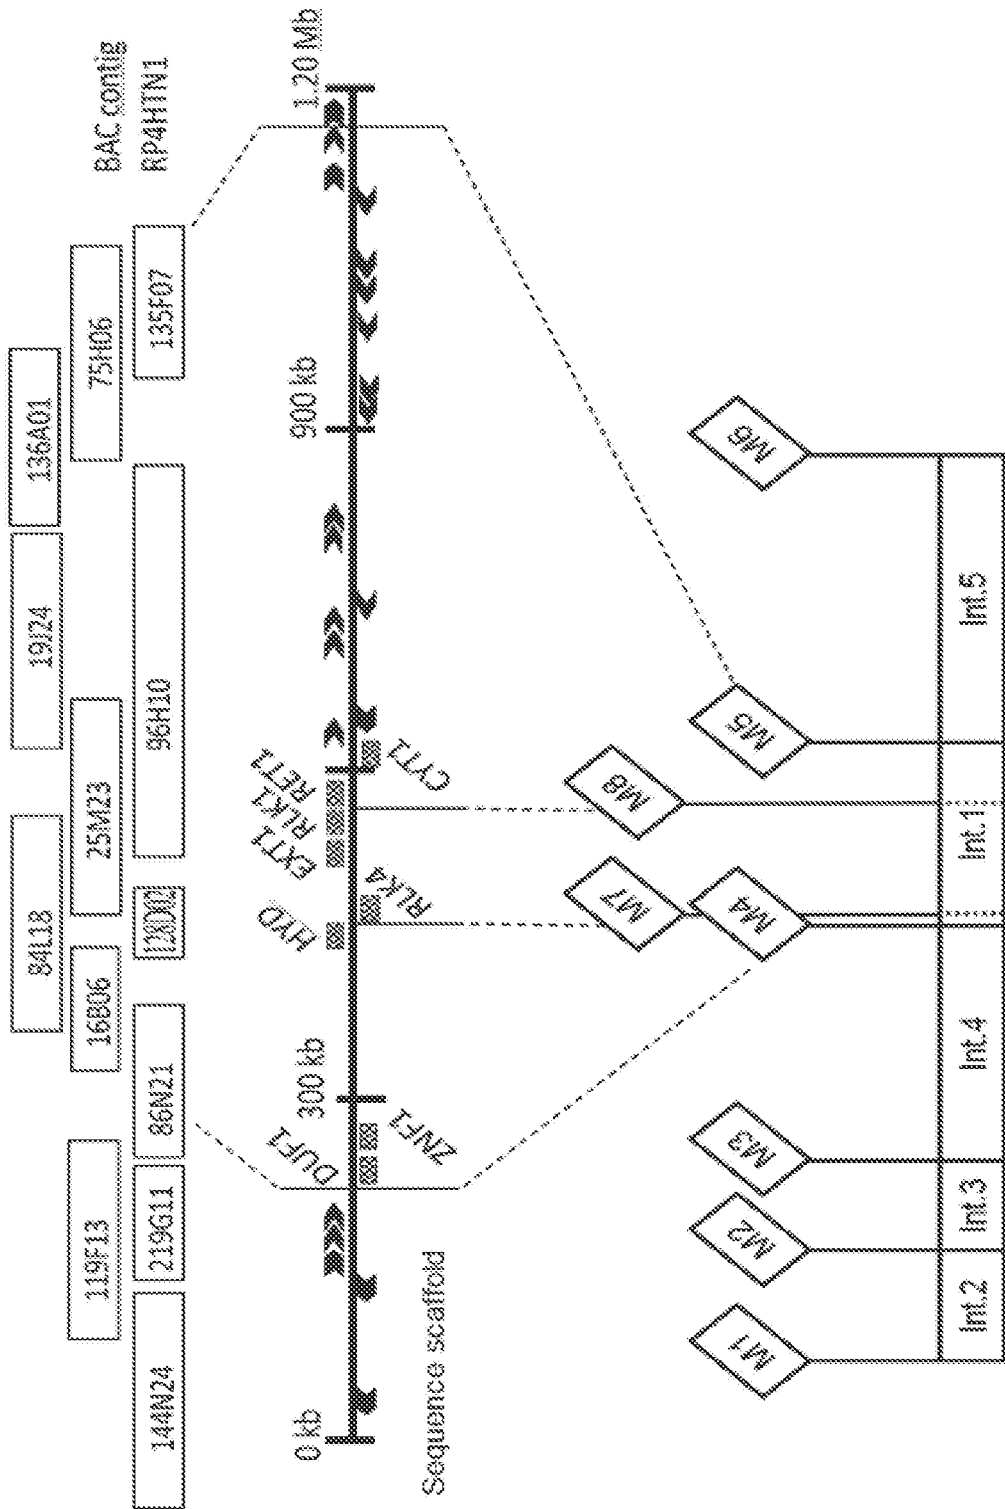 84L18 19I24 136A01
119F13 16B06 25M23 75H06 BAC contig
144N24 219G11 86N21 96H10 135F07 RP4HTN1
0 kb DUF1 300 kb HYD EXT1 RLK1 RET1 900 kb 1.20 Mb
ZNF1 RLK4 CYT1
Sequence scaffold
M7 M8
M1 M2 M3 M4 M5 M6
Int.2 Int.3 Int.4 Int.1 Int.5